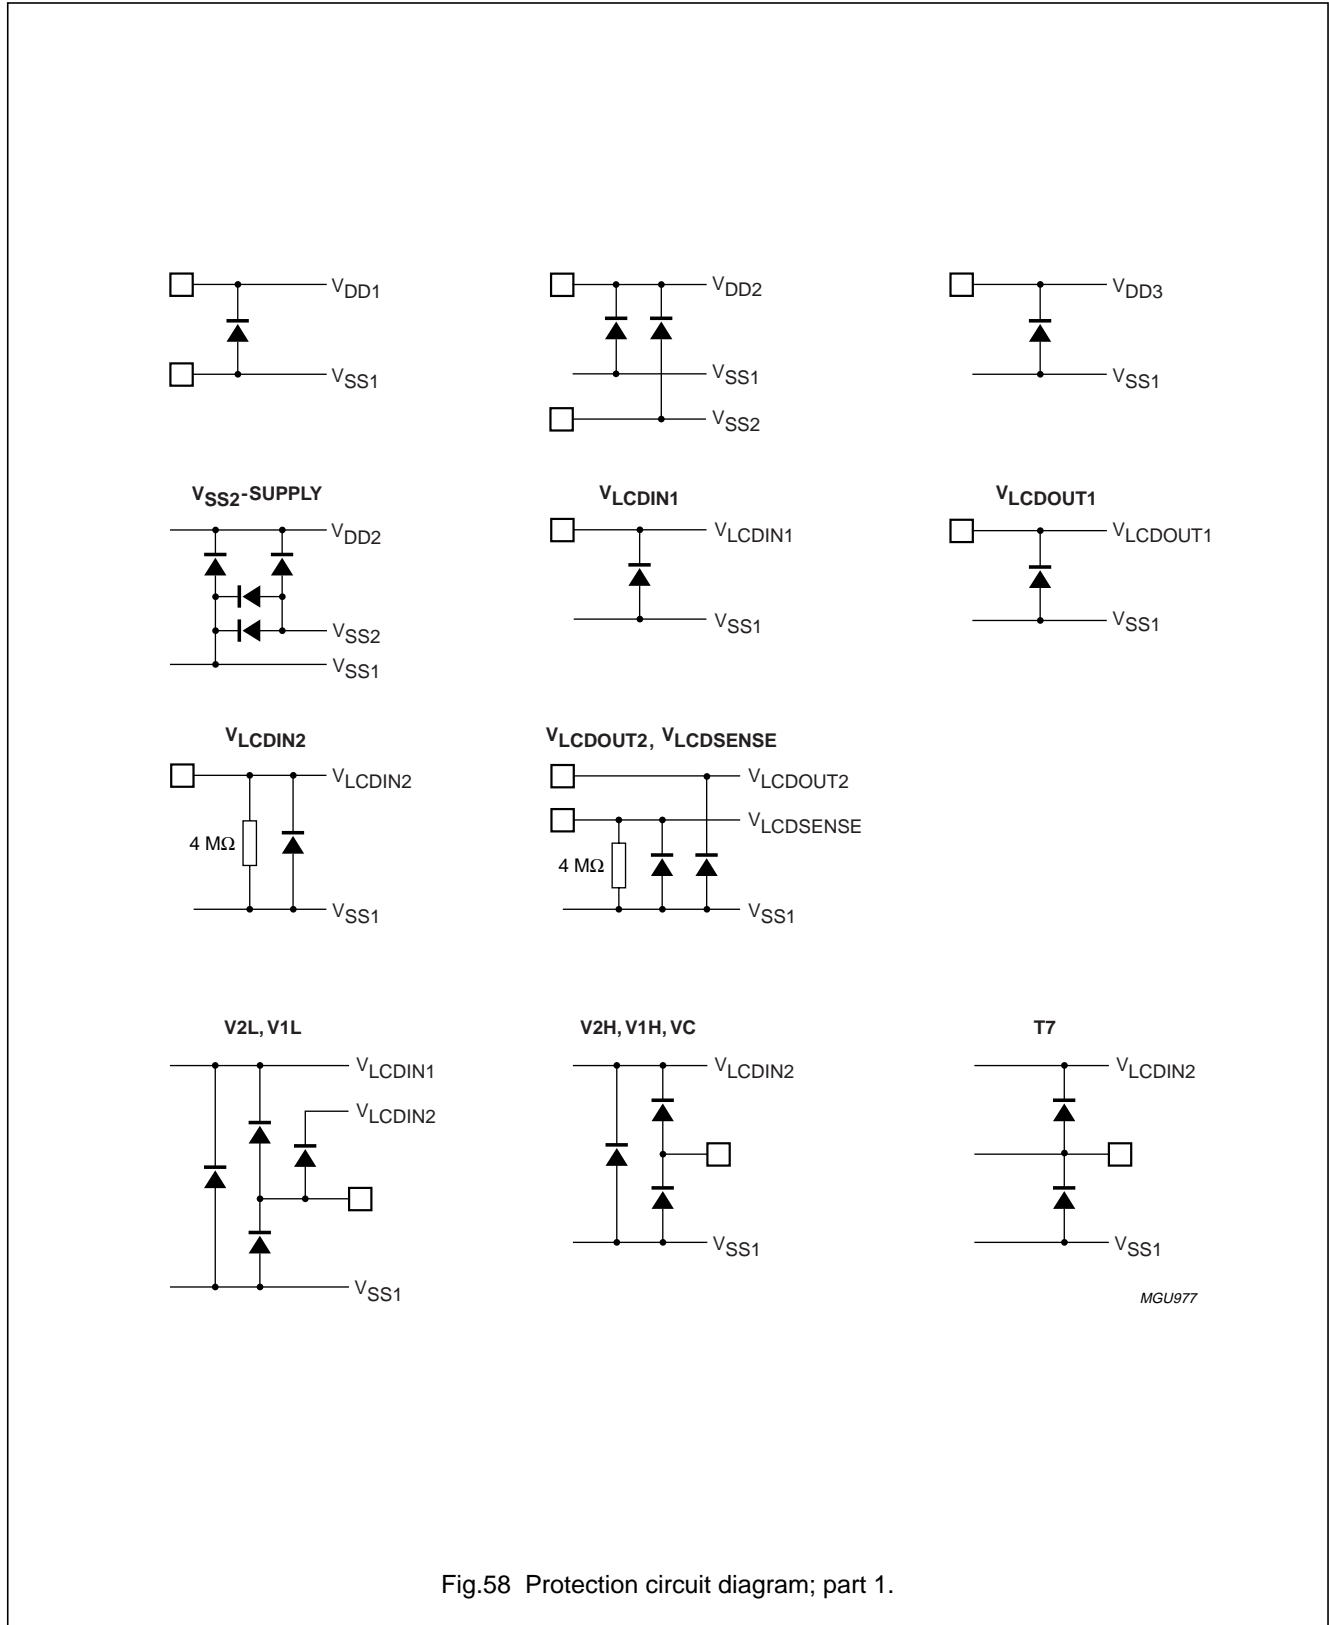 VDD1
VSS1
VDD2
VSS1
VSS2
VDD3
VSS1
VSS2-SUPPLY
VDD2
VSS2
VSS1
VLCDIN1
VLCDIN1
VSS1
VLCDOUT1
VLCDOUT1
VSS1
VLCDIN2
VLCDIN2
4 MΩ
VSS1
VLCDOUT2, VLCDSENSE
VLCDOUT2
VLCDSENSE
4 MΩ
VSS1
V2L, V1L
VLCDIN1
VLCDIN2
VSS1
V2H, V1H, VC
VLCDIN2
VSS1
T7
VLCDIN2
VSS1
MGU977
Fig.58 Protection circuit diagram; part 1.